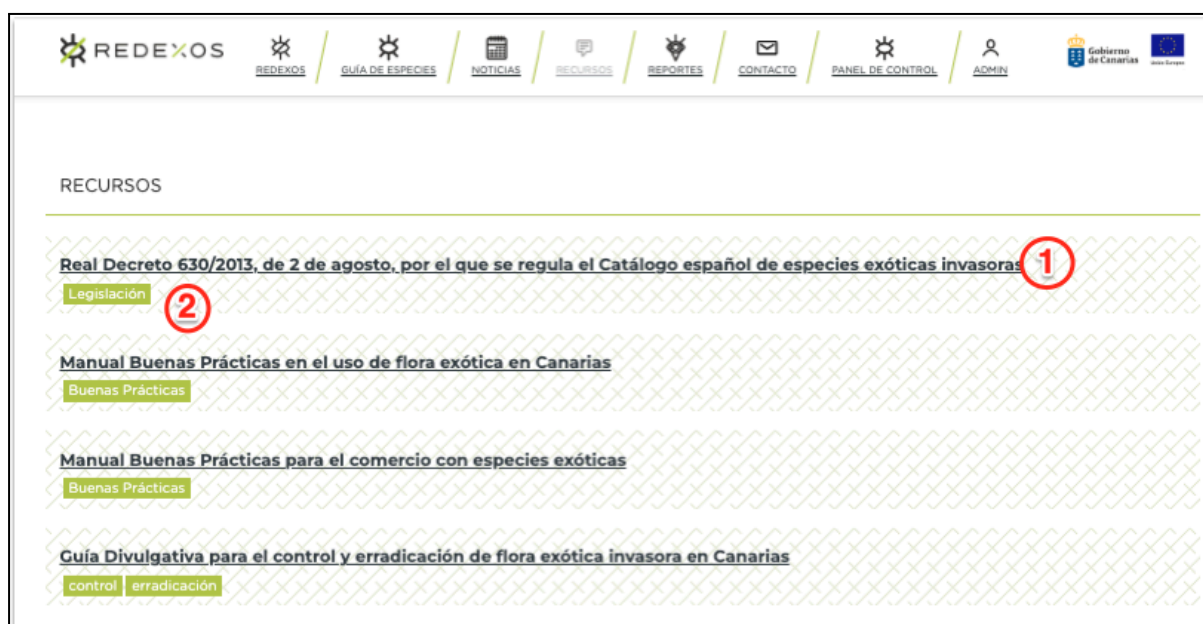 REDEXOS
REDEXOS
GUÍA DE ESPECIES
NOTICIAS
RECURSOS
REPORTES
CONTACTO
PANEL DE CONTROL
ADMIN
Gobierno
de Canarias
Unión Europea
RECURSOS
Real Decreto 630/2013, de 2 de agosto, por el que se regula el Catálogo español de especies exóticas invasoras
1
Legislación
2
Manual Buenas Prácticas en el uso de flora exótica en Canarias
Buenas Prácticas
Manual Buenas Prácticas para el comercio con especies exóticas
Buenas Prácticas
Guía Divulgativa para el control y erradicación de flora exótica invasora en Canarias
control erradicación